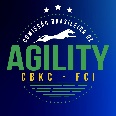 COMISSÃO BRASILEIRA DE
AGILITY
CBKC - FCI